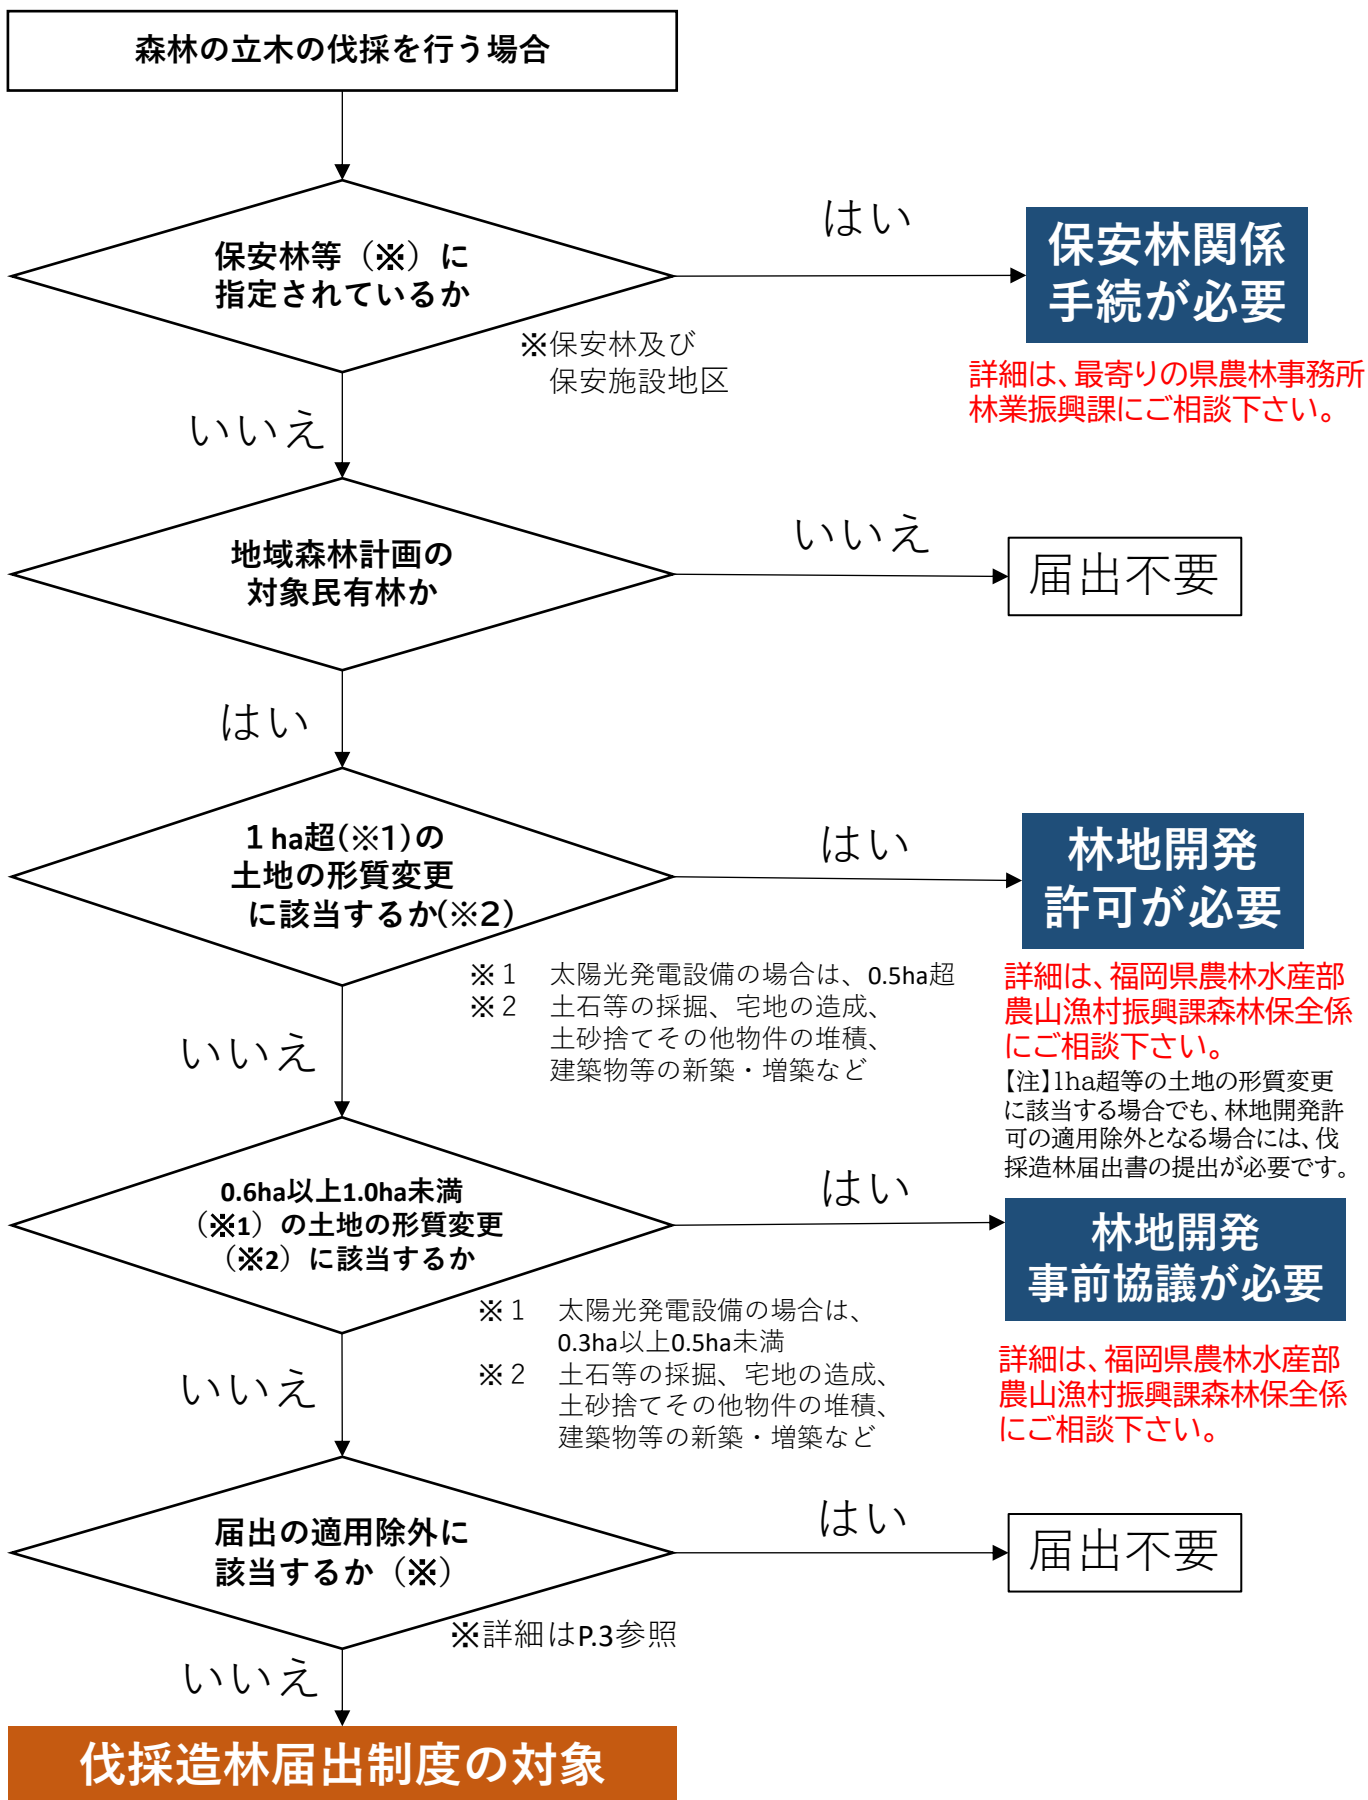 森林の立木の伐採を行う場合
はい
保安林等（※）に
指定されているか
保安林関係
手続が必要
※保安林及び
保安施設地区
詳細は、最寄りの県農林事務所
林業振興課にご相談下さい。
いいえ
いいえ
地域森林計画の
対象民有林か
届出不要
はい
はい
１ha超(※1)の
土地の形質変更
に該当するか(※2)
林地開発
許可が必要
※１　太陽光発電設備の場合は、0.5ha超
※２　土石等の採掘、宅地の造成、
土砂捨てその他物件の堆積、
建築物等の新築・増築など
詳細は、福岡県農林水産部
農山漁村振興課森林保全係
にご相談下さい。
【注】1ha超等の土地の形質変更
に該当する場合でも、林地開発許
可の適用除外となる場合には、伐
採造林届出書の提出が必要です。
いいえ
はい
0.6ha以上1.0ha未満
（※1）の土地の形質変更
（※2）に該当するか
林地開発
事前協議が必要
※１　太陽光発電設備の場合は、
0.3ha以上0.5ha未満
※２　土石等の採掘、宅地の造成、
土砂捨てその他物件の堆積、
建築物等の新築・増築など
詳細は、福岡県農林水産部
農山漁村振興課森林保全係
にご相談下さい。
いいえ
はい
届出の適用除外に
該当するか（※）
届出不要
※詳細はP.3参照
いいえ
伐採造林届出制度の対象